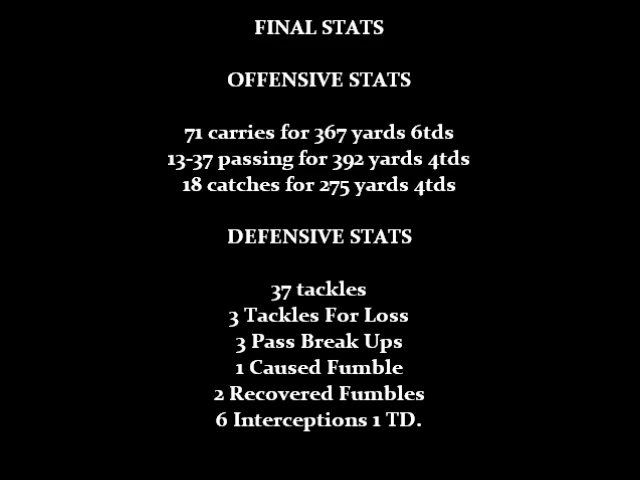 FINAL STATS
OFFENSIVE STATS
71 carries for 367 yards 6tds
13-37 passing for 392 yards 4tds
18 catches for 275 yards 4tds
DEFENSIVE STATS
37 tackles
3 Tackles For Loss
3 Pass Break Ups
1 Caused Fumble
2 Recovered Fumbles
6 Interceptions 1 TD.